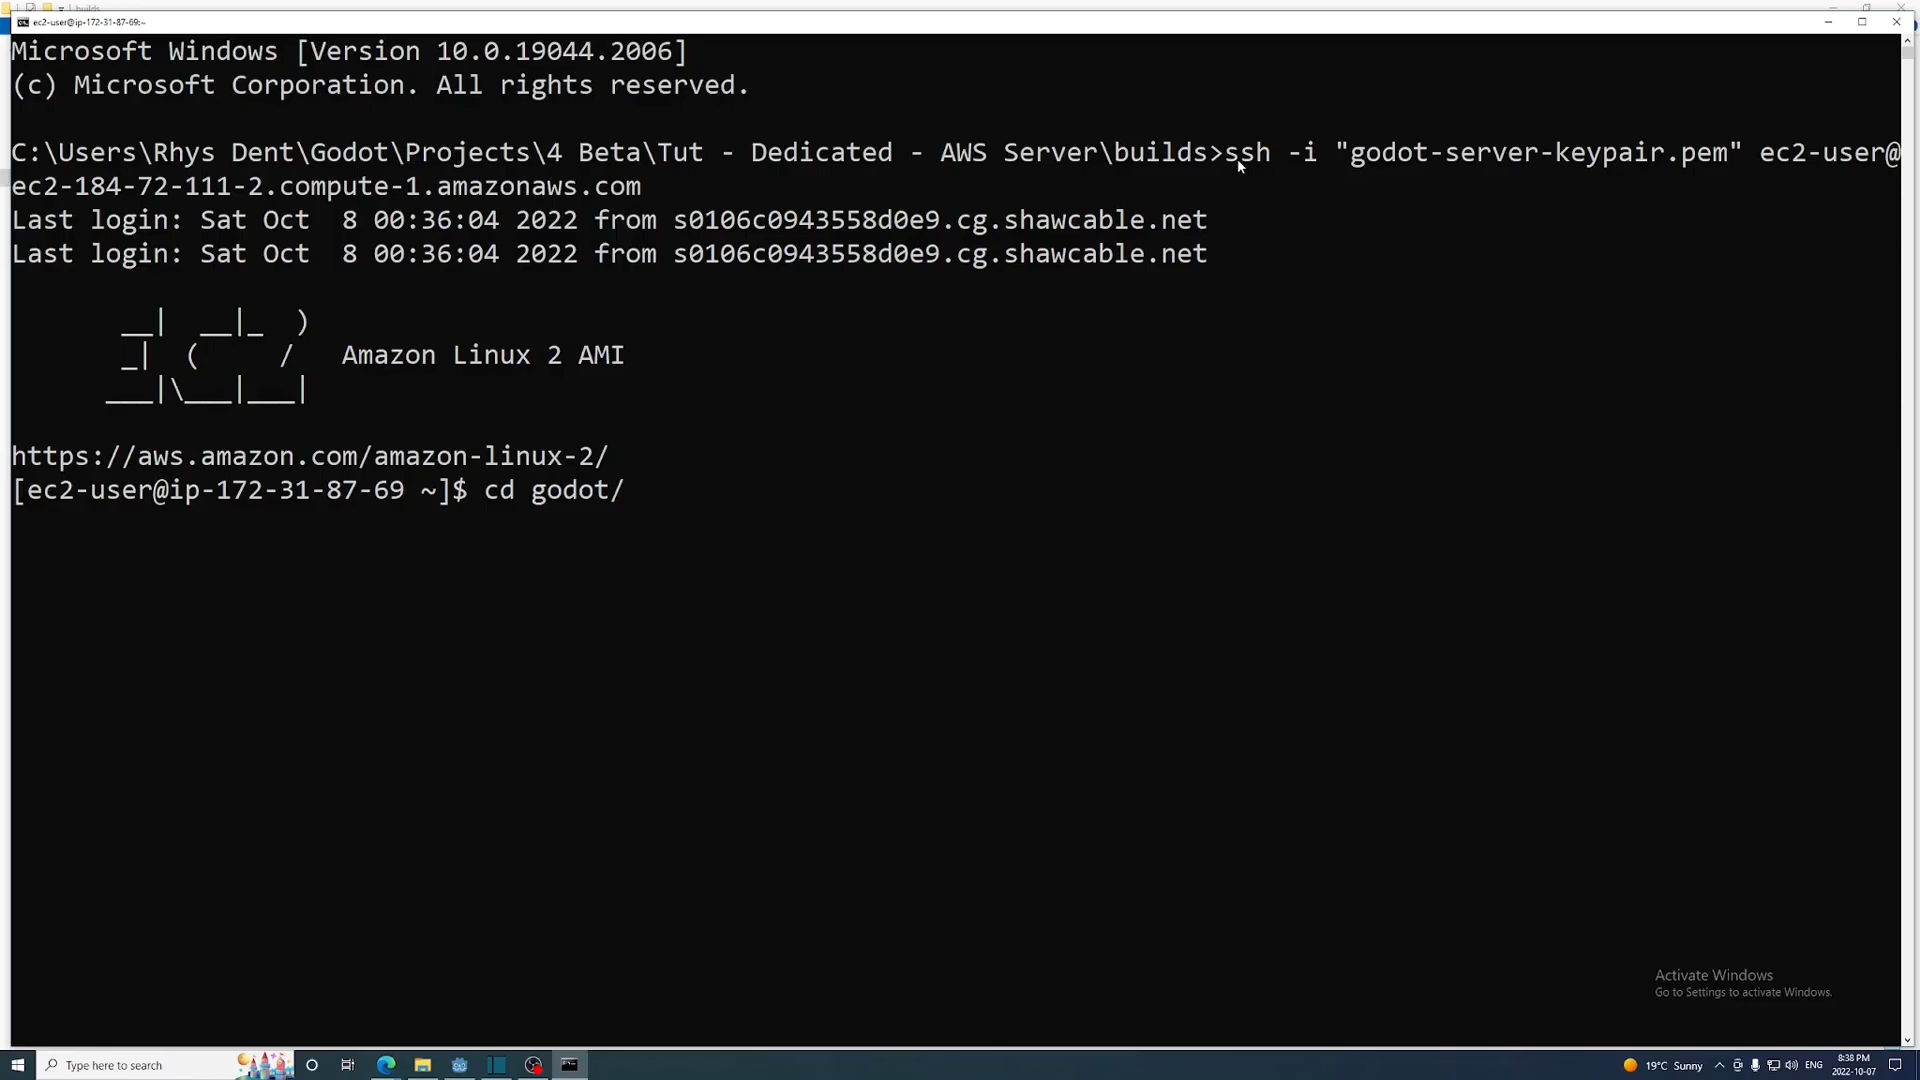 builds
ec2-user@ip-172-31-87-69:~
Microsoft Windows [Version 10.0.19044.2006]
(c) Microsoft Corporation. All rights reserved.
C:\Users\Rhys Dent\Godot\Projects\4 Beta\Tut - Dedicated - AWS Server\builds>ssh -i "godot-server-keypair.pem" ec2-user@
ec2-184-72-111-2.compute-1.amazonaws.com
Last login: Sat Oct  8 00:36:04 2022 from s0106c0943558d0e9.cg.shawcable.net
Last login: Sat Oct  8 00:36:04 2022 from s0106c0943558d0e9.cg.shawcable.net
       __|  __|_  )
       _|  (     /   Amazon Linux 2 AMI
      ___|\___|___|
https://aws.amazon.com/amazon-linux-2/
[ec2-user@ip-172-31-87-69 ~]$ cd godot/
Activate Windows
Go to Settings to activate Windows.
Type here to search
19°C Sunny
ENG
8:38 PM
2022-10-07